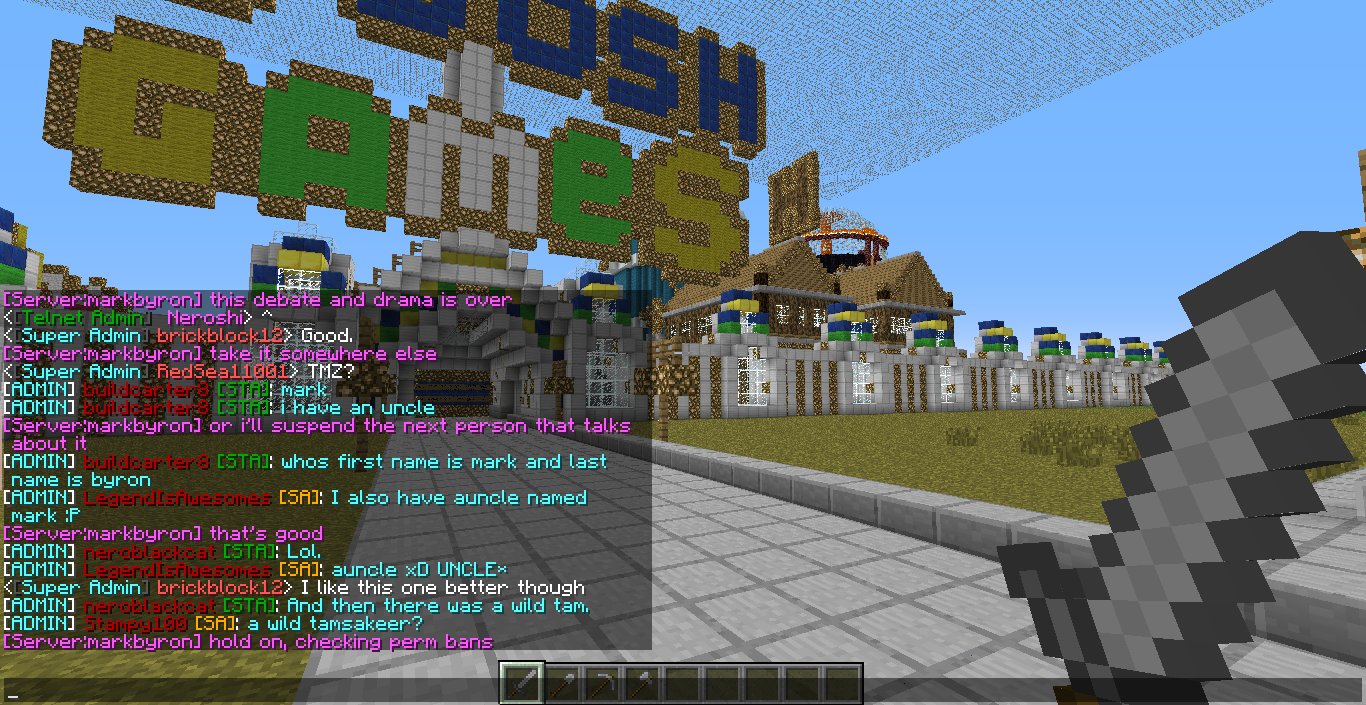 OSH
GAmeS
[Server:markbyron] this debate and drama is over
<[Telnet Admin] Neroshi> ^
<[Super Admin] brickblock12> Good.
[Server:markbyron] take it somewhere else
<[Super Admin] RedSea11001> TMZ?
[ADMIN] buildcarter8 [STA]: mark
[ADMIN] buildcarter8 [STA]: i have an uncle
[Server:markbyron] or i'll suspend the next person that talks
about it
[ADMIN] buildcarter8 [STA]: whos first name is mark and last
name is byron
[ADMIN] LegendIsAwesomes [SA]: I also have auncle named
mark :P
[Server:markbyron] that's good
[ADMIN] neroblackcat [STA]: Lol.
[ADMIN] LegendIsAwesomes [SA]: auncle xD UNCLE*
<[Super Admin] brickblock12> I like this one better though
[ADMIN] neroblackcat [STA]: And then there was a wild tam.
[ADMIN] Stampy100 [SA]: a wild tamsakeer?
[Server:markbyron] hold on, checking perm bans
_